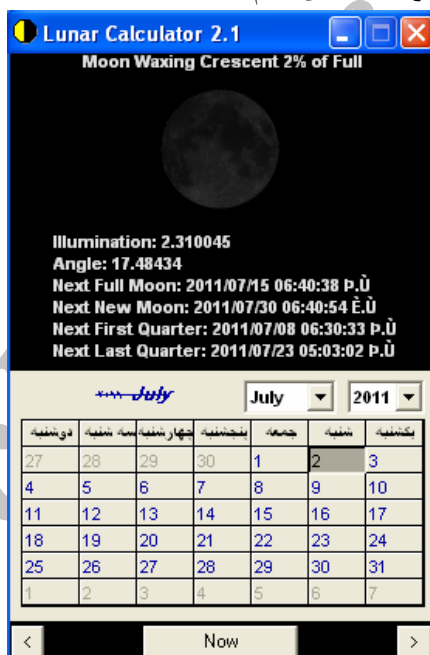 Lunar Calculator 2.1
Moon Waxing Crescent 2% of Full
Illumination: 2.310045
Angle: 17.48434
Next Full Moon: 2011/07/15 06:40:38 Þ.Ù
Next New Moon: 2011/07/30 06:40:54 È.Ù
Next First Quarter: 2011/07/08 06:30:33 Þ.Ù
Next Last Quarter: 2011/07/23 05:03:02 Þ.Ù
July ۲۰۱۱ July 2011
دوشنبه سه شنبه چهارشنبه پنجشنبه جمعه شنبه یکشنبه
27 28 29 30 1 2 3
4 5 6 7 8 9 10
11 12 13 14 15 16 17
18 19 20 21 22 23 24
25 26 27 28 29 30 31
1 2 3 4 5 6 7
< Now >